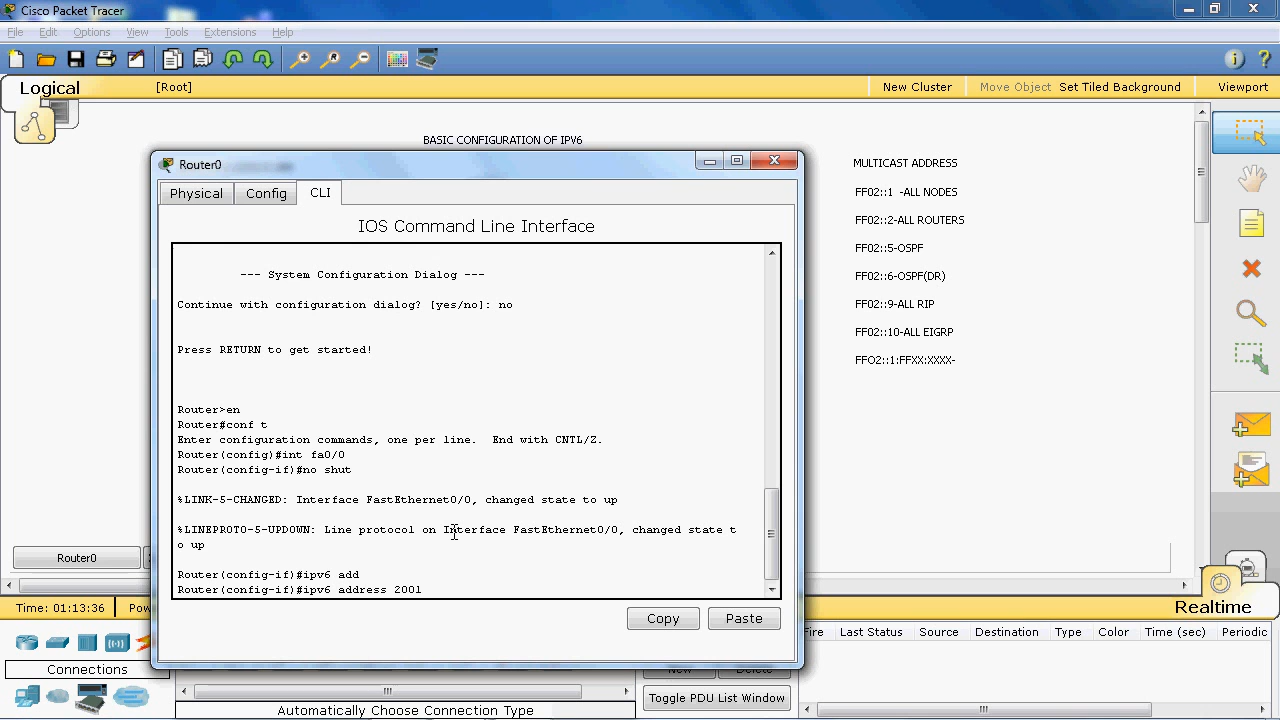 Cisco Packet Tracer
File Edit Options View Tools Extensions Help
Logical [Root] New Cluster Move Object Set Tiled Background Viewport
BASIC CONFIGURATION OF IPV6
MULTICAST ADDRESS
FF02::1 -ALL NODES
FF02::2-ALL ROUTERS
FF02::5-OSPF
FF02::6-OSPF(DR)
FF02::9-ALL RIP
FF02::10-ALL EIGRP
FFO2::1:FFXX:XXXX-
Router0
Physical Config CLI
IOS Command Line Interface
--- System Configuration Dialog ---
Continue with configuration dialog? [yes/no]: no
Press RETURN to get started!
Router>en
Router#conf t
Enter configuration commands, one per line. End with CNTL/Z.
Router(config)#int fa0/0
Router(config-if)#no shut
%LINK-5-CHANGED: Interface FastEthernet0/0, changed state to up
%LINEPROTO-5-UPDOWN: Line protocol on Interface FastEthernet0/0, changed state t
o up
Router(config-if)#ipv6 add
Router(config-if)#ipv6 address 2001
Copy Paste
Router0
Time: 01:13:36 Pow
Realtime
Fire Last Status Source Destination Type Color Time (sec) Periodic
Connections
New Delete
Toggle PDU List Window
Automatically Choose Connection Type